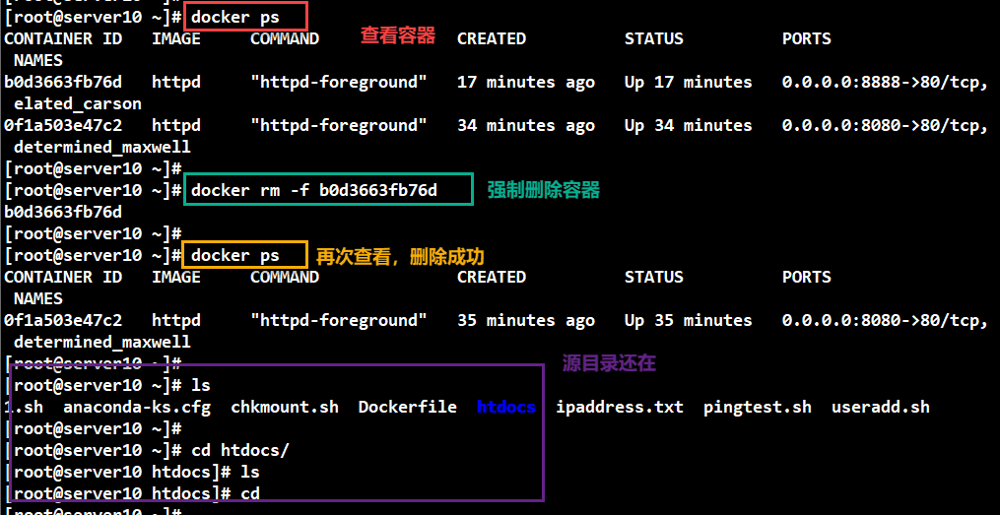 [root@server10 ~]# docker ps
查看容器
CONTAINER ID   IMAGE     COMMAND              CREATED          STATUS          PORTS
 NAMES
b0d3663fb76d   httpd     "httpd-foreground"   17 minutes ago   Up 17 minutes   0.0.0.0:8888->80/tcp,
 elated_carson
0f1a503e47c2   httpd     "httpd-foreground"   34 minutes ago   Up 34 minutes   0.0.0.0:8080->80/tcp,
 determined_maxwell
[root@server10 ~]#
[root@server10 ~]# docker rm -f b0d3663fb76d
强制删除容器
b0d3663fb76d
[root@server10 ~]#
[root@server10 ~]# docker ps
再次查看，删除成功
CONTAINER ID   IMAGE     COMMAND              CREATED          STATUS          PORTS
 NAMES
0f1a503e47c2   httpd     "httpd-foreground"   35 minutes ago   Up 35 minutes   0.0.0.0:8080->80/tcp,
 determined_maxwell
[root@server10 ~]#
源目录还在
[root@server10 ~]# ls
1.sh  anaconda-ks.cfg  chkmount.sh  Dockerfile  htdocs  ipaddress.txt  pingtest.sh  useradd.sh
[root@server10 ~]#
[root@server10 ~]# cd htdocs/
[root@server10 htdocs]# ls
[root@server10 htdocs]# cd
[root@server10 ~]#